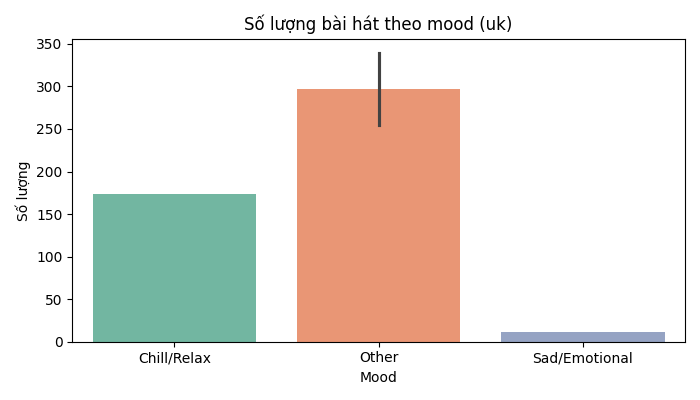 Số lượng bài hát theo mood (uk)
350
300
250
200
150
100
50
0
Số lượng
Chill/Relax
Other
Sad/Emotional
Mood